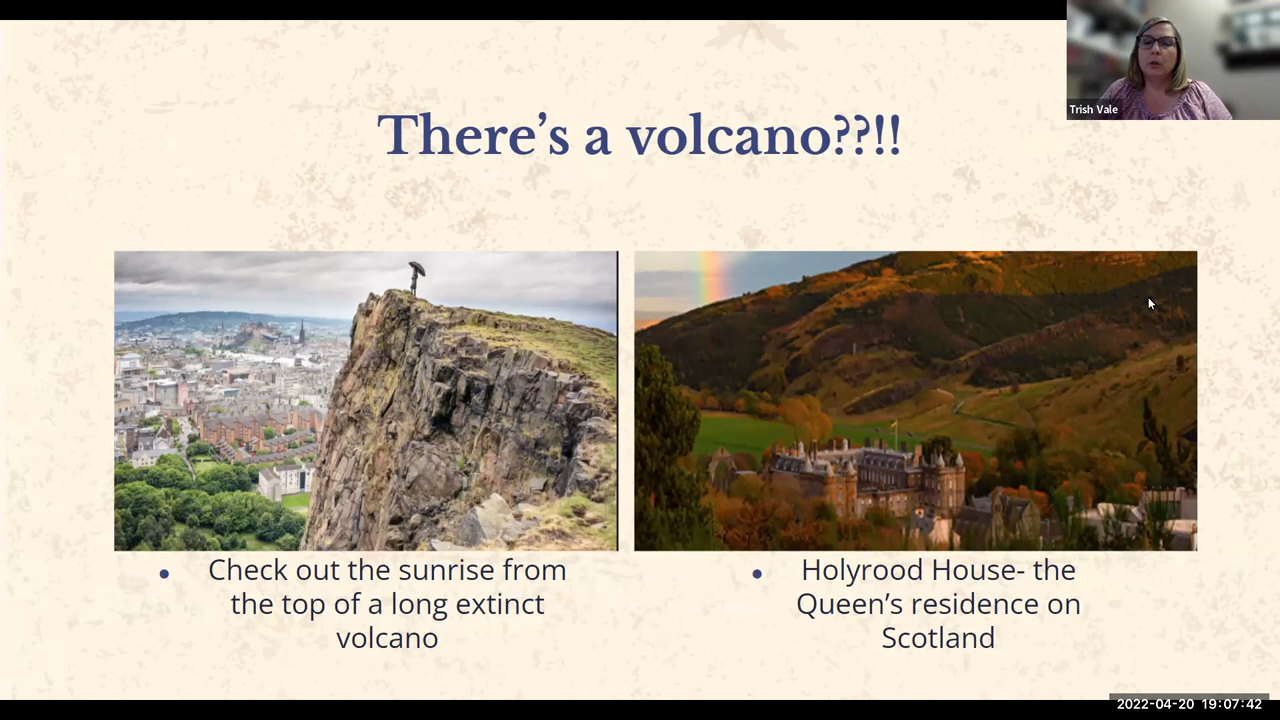 Trish Vale
There's a volcano??!!
• Check out the sunrise from
the top of a long extinct
volcano
• Holyrood House- the
Queen's residence on
Scotland
2022-04-20 19:07:42